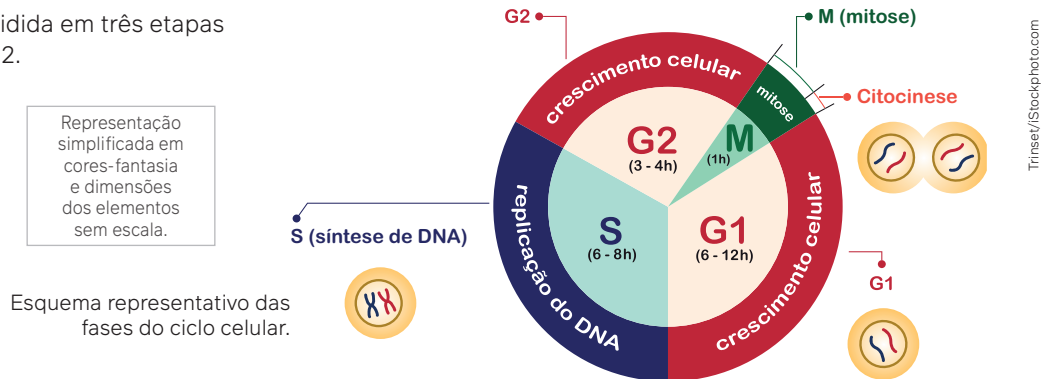 idida em três etapas
2.
Representação
simplificada em
cores-fantasia
e dimensões
dos elementos
sem escala.
S (síntese de DNA)
Esquema representativo das
fases do ciclo celular.
G2
M (mitose)
Citocinese
crescimento celular
mitose
G2
(3 - 4h)
M
(1h)
S
(6 - 8h)
G1
(6 - 12h)
replicação do DNA
crescimento celular
G1
Trinset/iStockphoto.com